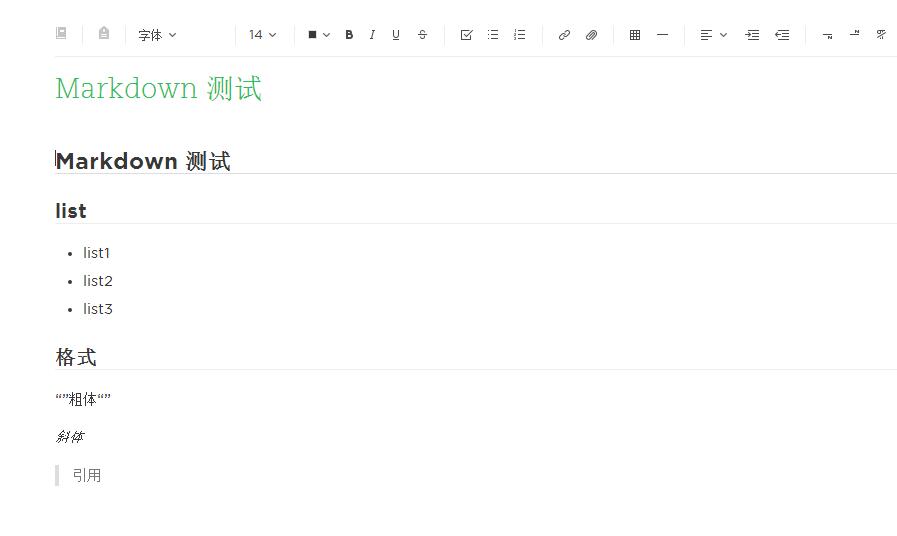 字体 14 B I U S
Markdown 测试
Markdown 测试
list
• list1
• list2
• list3
格式
“”粗体“”
斜体
引用